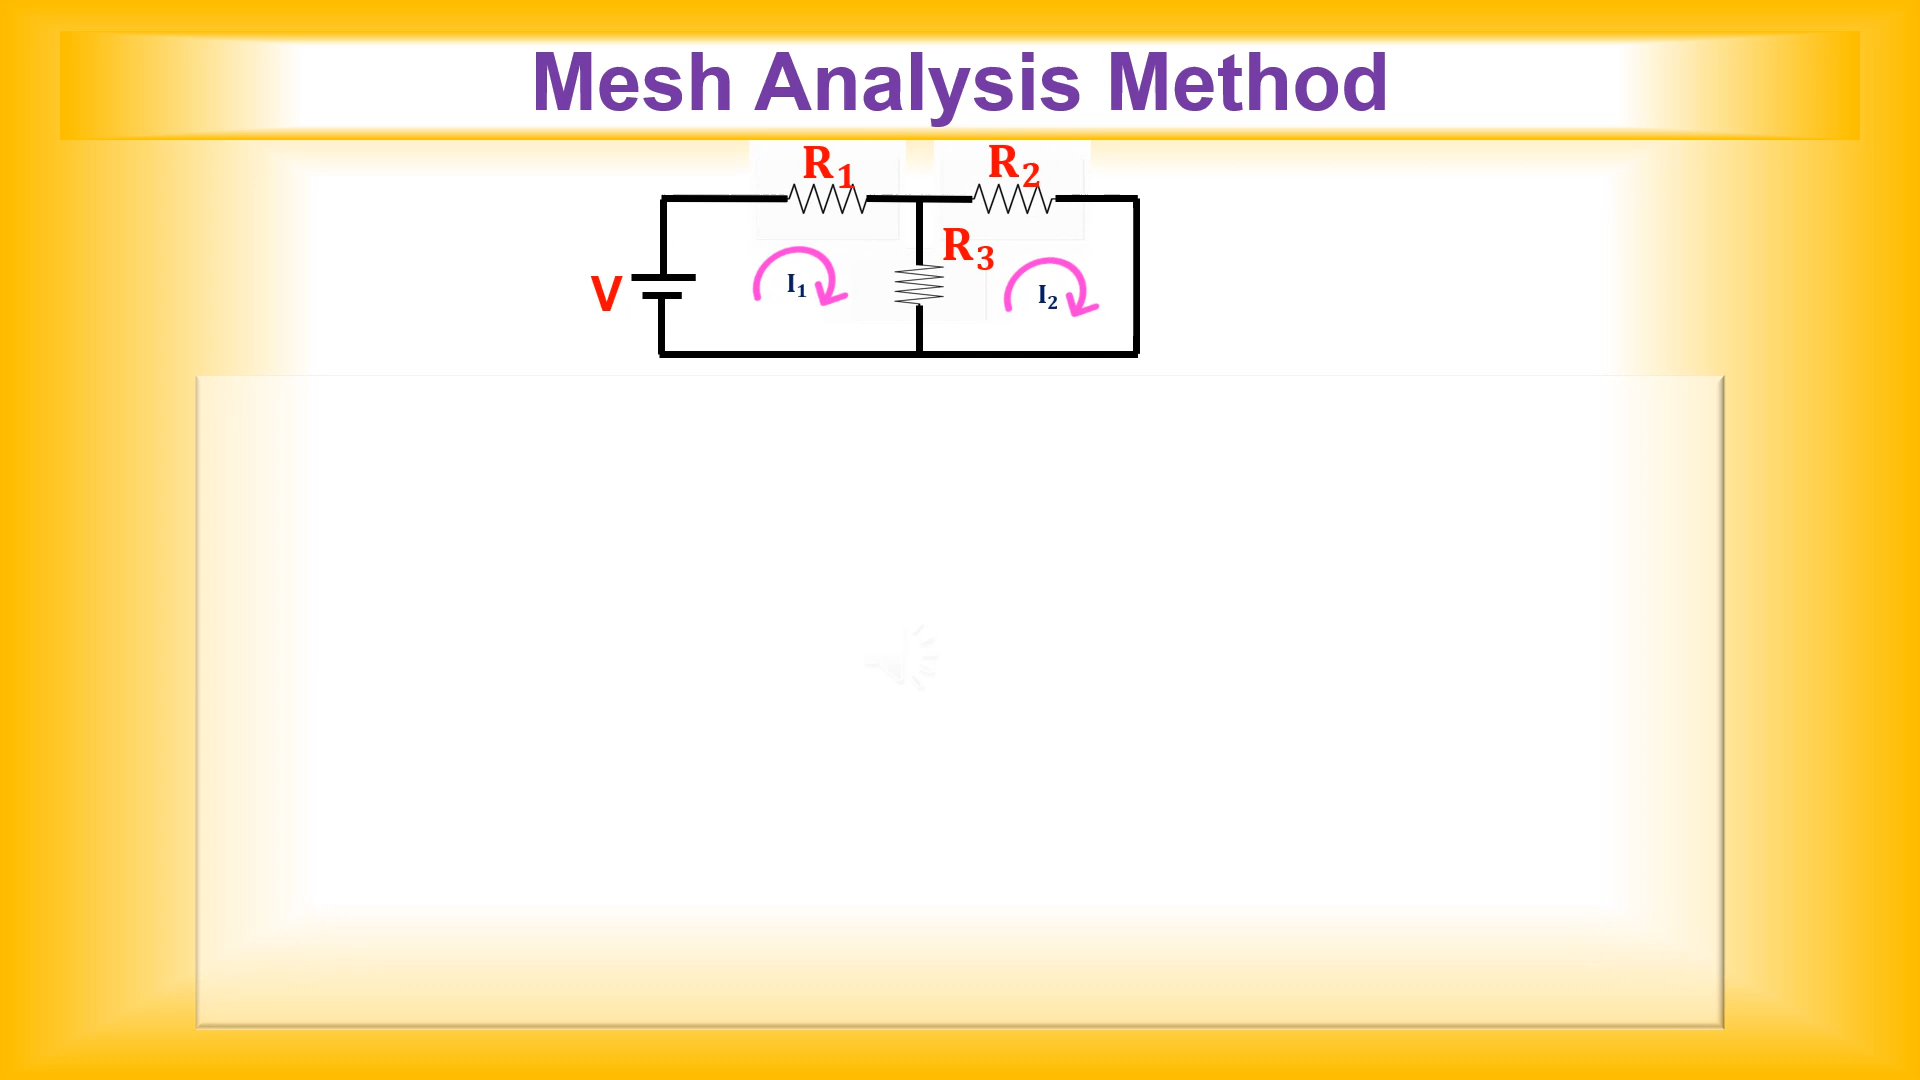 Mesh Analysis Method
R₁
R₂
R₃
V
I₁
I₂